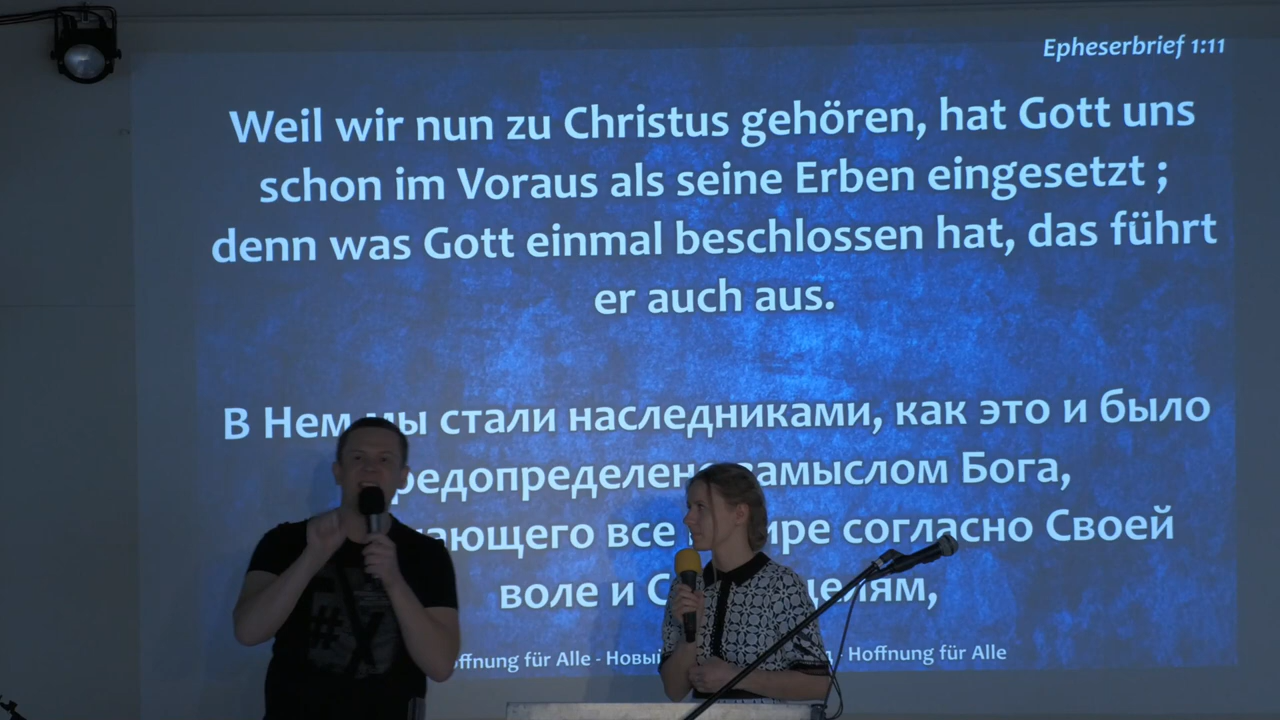 Epheserbrief 1:11
Weil wir nun zu Christus gehören, hat Gott uns
schon im Voraus als seine Erben eingesetzt ;
denn was Gott einmal beschlossen hat, das führt
er auch aus.
В Нем мы стали наследниками, как это и было
замыслом Бога,
все согласно Своей
воле и
für Alle - Hoffnung für Alle